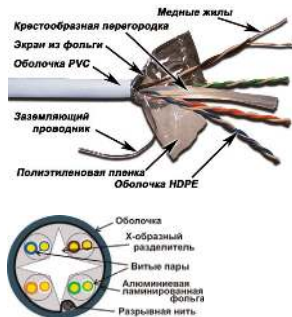 Медные жилы
Крестообразная перегородка
Экран из фольги
Оболочка PVC
Заземляющий
проводник
Полиэтиленовая пленка
Оболочка HDPE
Оболочка
Х-образный
разделитель
Витые пары
Алюминиевая
ламинированная
фольга
Разрывная нить